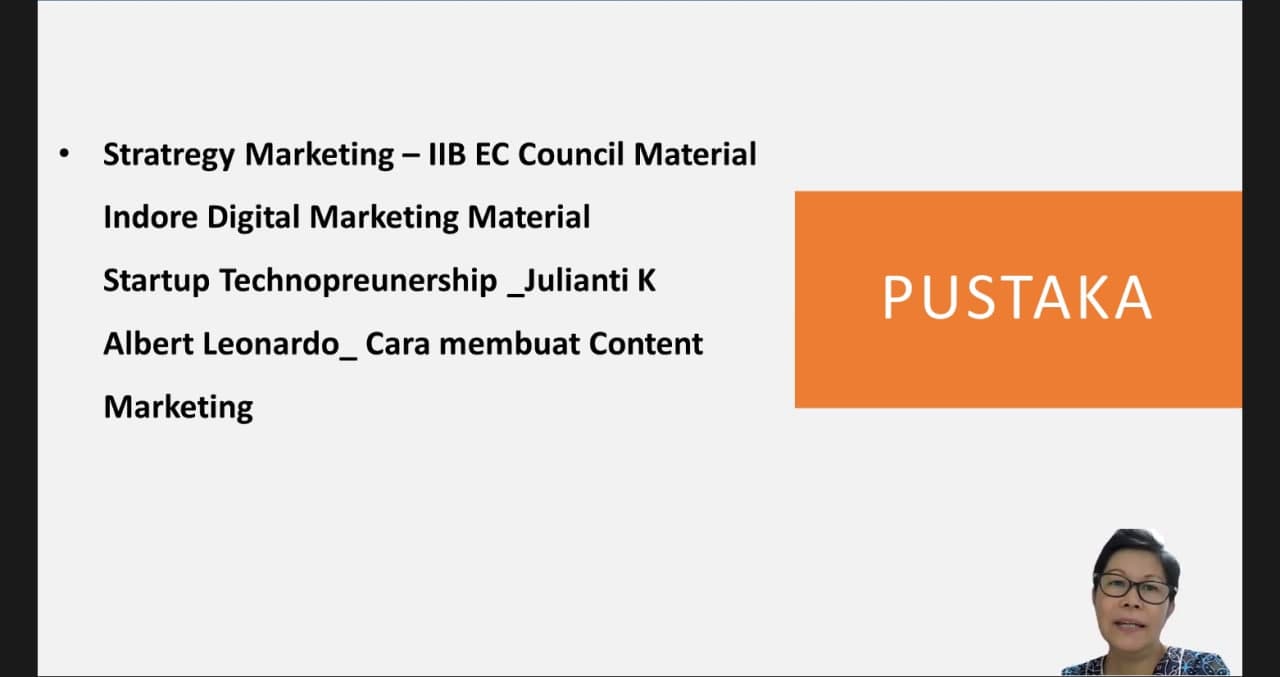 • Stratregy Marketing – IIB EC Council Material
Indore Digital Marketing Material
Startup Technopreunership _Julianti K
Albert Leonardo_ Cara membuat Content
Marketing
PUSTAKA